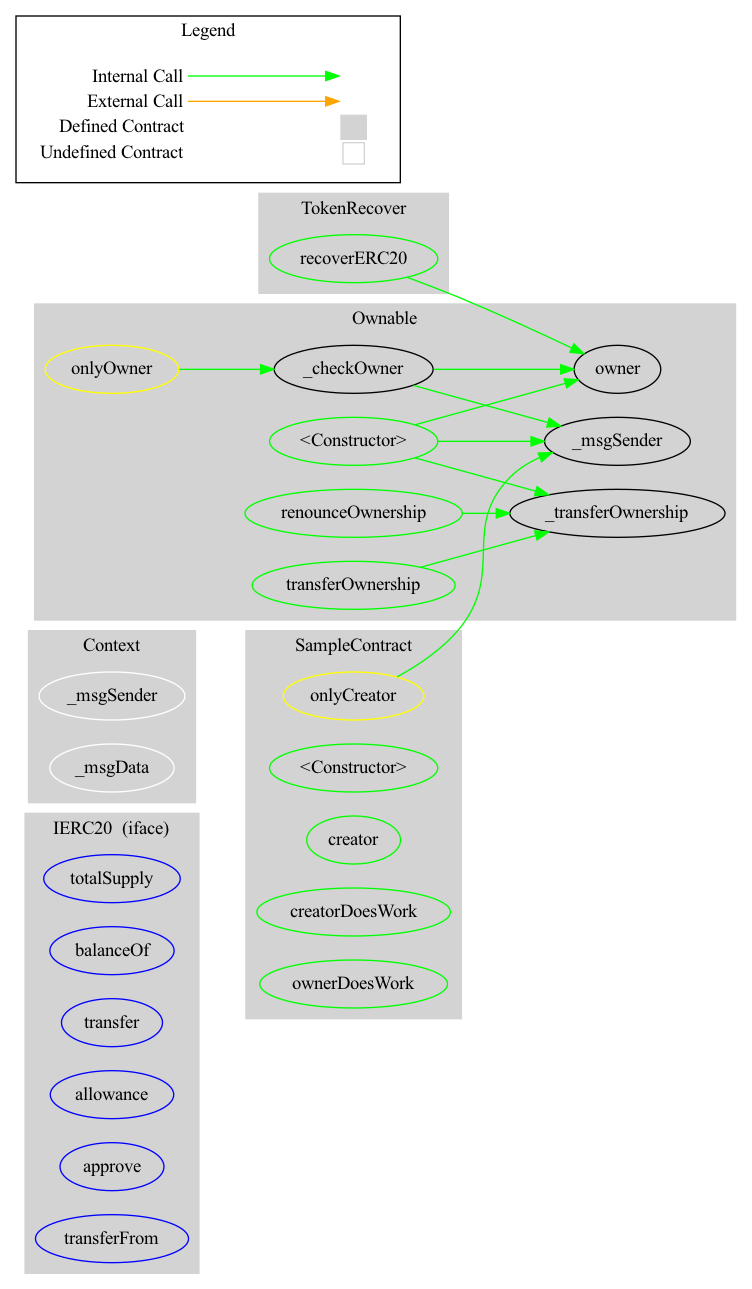 Legend
Internal Call
External Call
Defined Contract
Undefined Contract
TokenRecover
recoverERC20
Ownable
onlyOwner
_checkOwner
owner
<Constructor>
_msgSender
renounceOwnership
_transferOwnership
transferOwnership
Context
_msgSender
_msgData
SampleContract
onlyCreator
<Constructor>
creator
creatorDoesWork
ownerDoesWork
IERC20  (iface)
totalSupply
balanceOf
transfer
allowance
approve
transferFrom